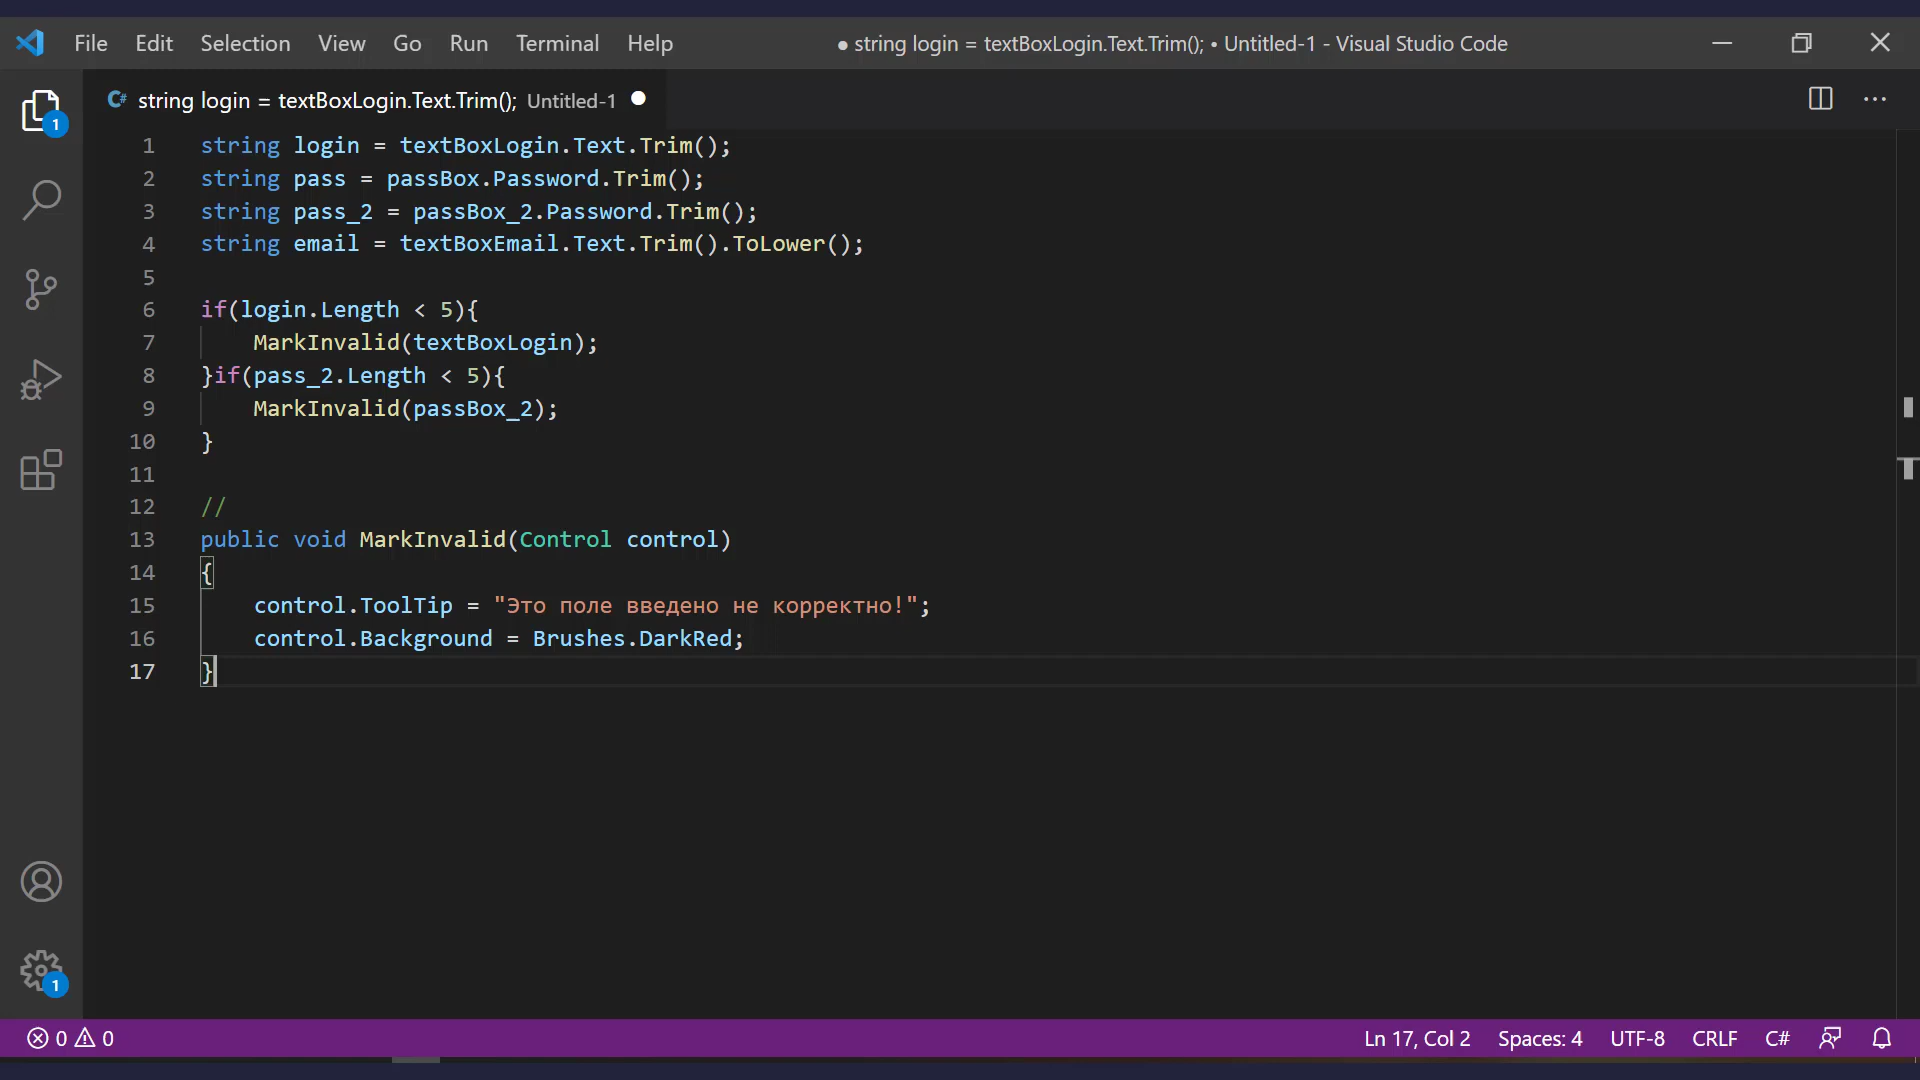 File Edit Selection View Go Run Terminal Help
● string login = textBoxLogin.Text.Trim(); • Untitled-1 - Visual Studio Code
C# string login = textBoxLogin.Text.Trim(); Untitled-1
1 string login = textBoxLogin.Text.Trim();
2 string pass = passBox.Password.Trim();
3 string pass_2 = passBox_2.Password.Trim();
4 string email = textBoxEmail.Text.Trim().ToLower();
5
6 if(login.Length < 5){
7 MarkInvalid(textBoxLogin);
8 }if(pass_2.Length < 5){
9 MarkInvalid(passBox_2);
10 }
11
12 //
13 public void MarkInvalid(Control control)
14 {
15 control.ToolTip = "Это поле введено не корректно!";
16 control.Background = Brushes.DarkRed;
17 }
1
1
0 0
Ln 17, Col 2 Spaces: 4 UTF-8 CRLF C#